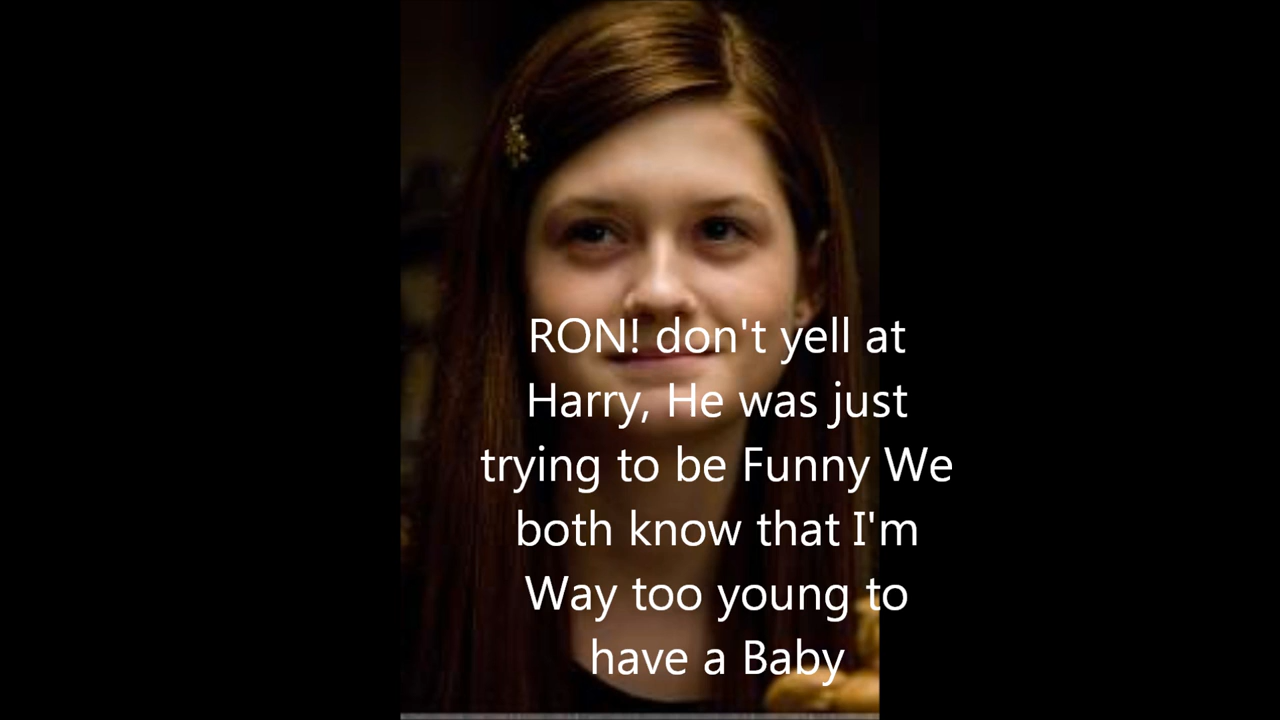 RON! don't yell at
Harry, He was just
trying to be Funny We
both know that I'm
Way too young to
have a Baby